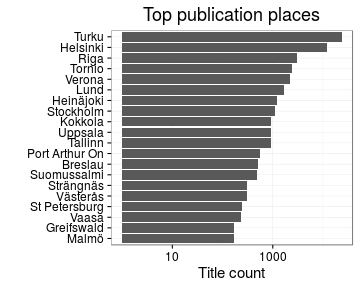 Top publication places
Turku
Helsinki
Riga
Tornio
Verona
Lund
Heinäjoki
Stockholm
Kokkola
Uppsala
Tallinn
Port Arthur On
Breslau
Suomussalmi
Strängnäs
Västerås
St Petersburg
Vaasa
Greifswald
Malmö
10 1000
Title count